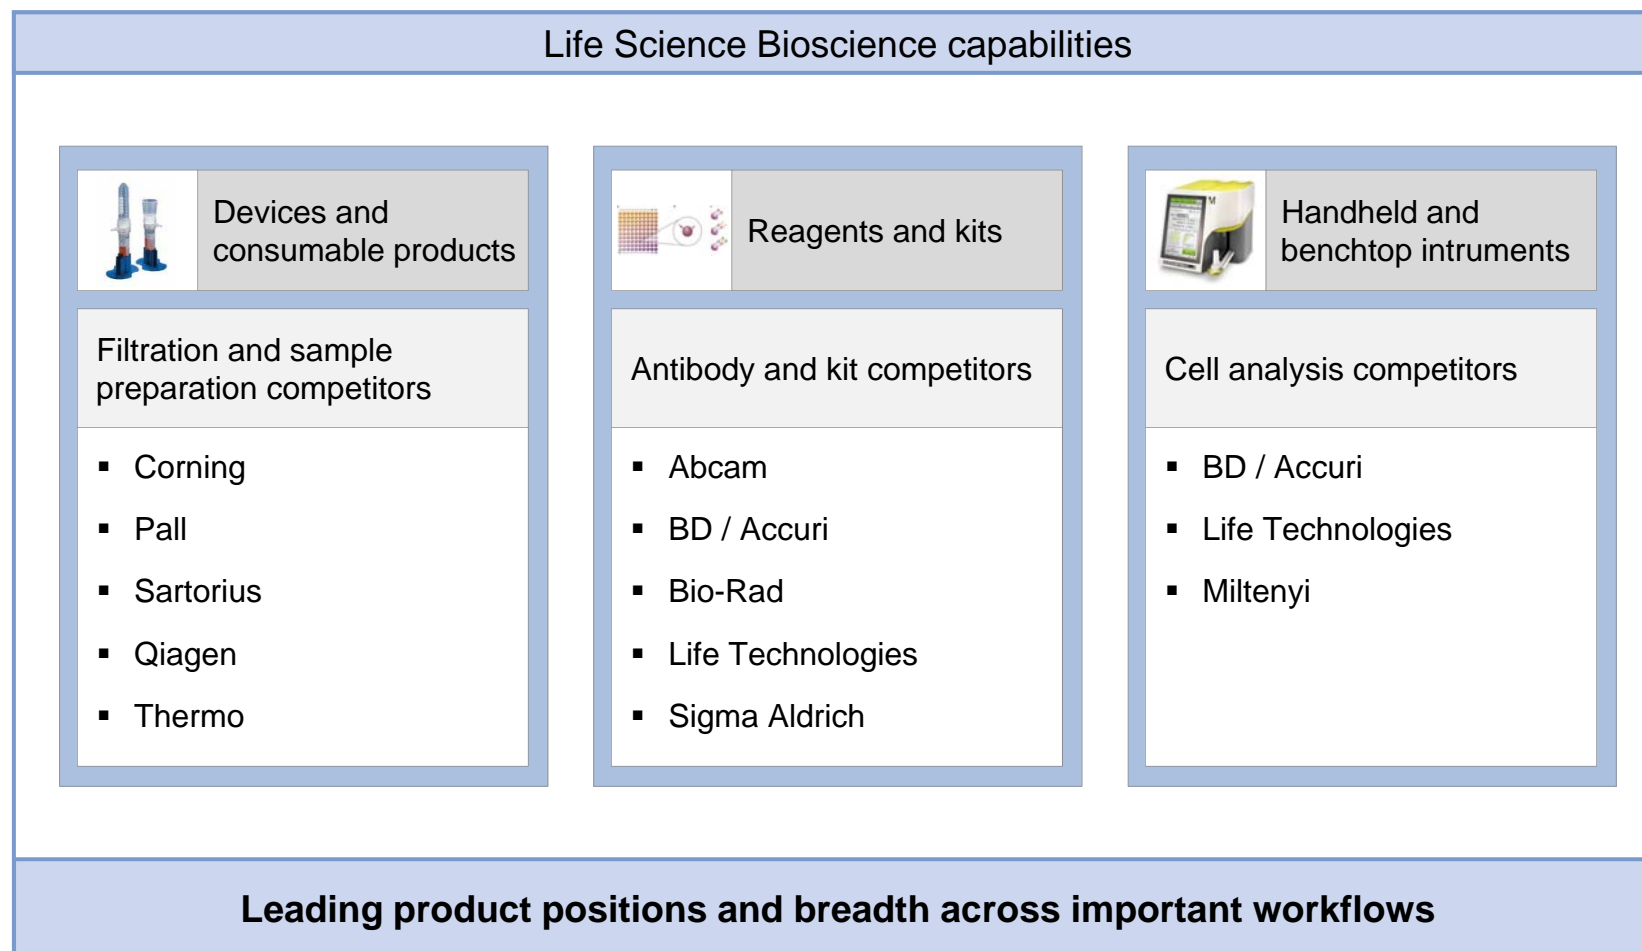 Life Science Bioscience capabilities
Devices and
consumable products
Filtration and sample
preparation competitors
▪ Corning
▪ Pall
▪ Sartorius
▪ Qiagen
▪ Thermo
Reagents and kits
Antibody and kit competitors
▪ Abcam
▪ BD / Accuri
▪ Bio-Rad
▪ Life Technologies
▪ Sigma Aldrich
Handheld and
benchtop intruments
Cell analysis competitors
▪ BD / Accuri
▪ Life Technologies
▪ Miltenyi
Leading product positions and breadth across important workflows